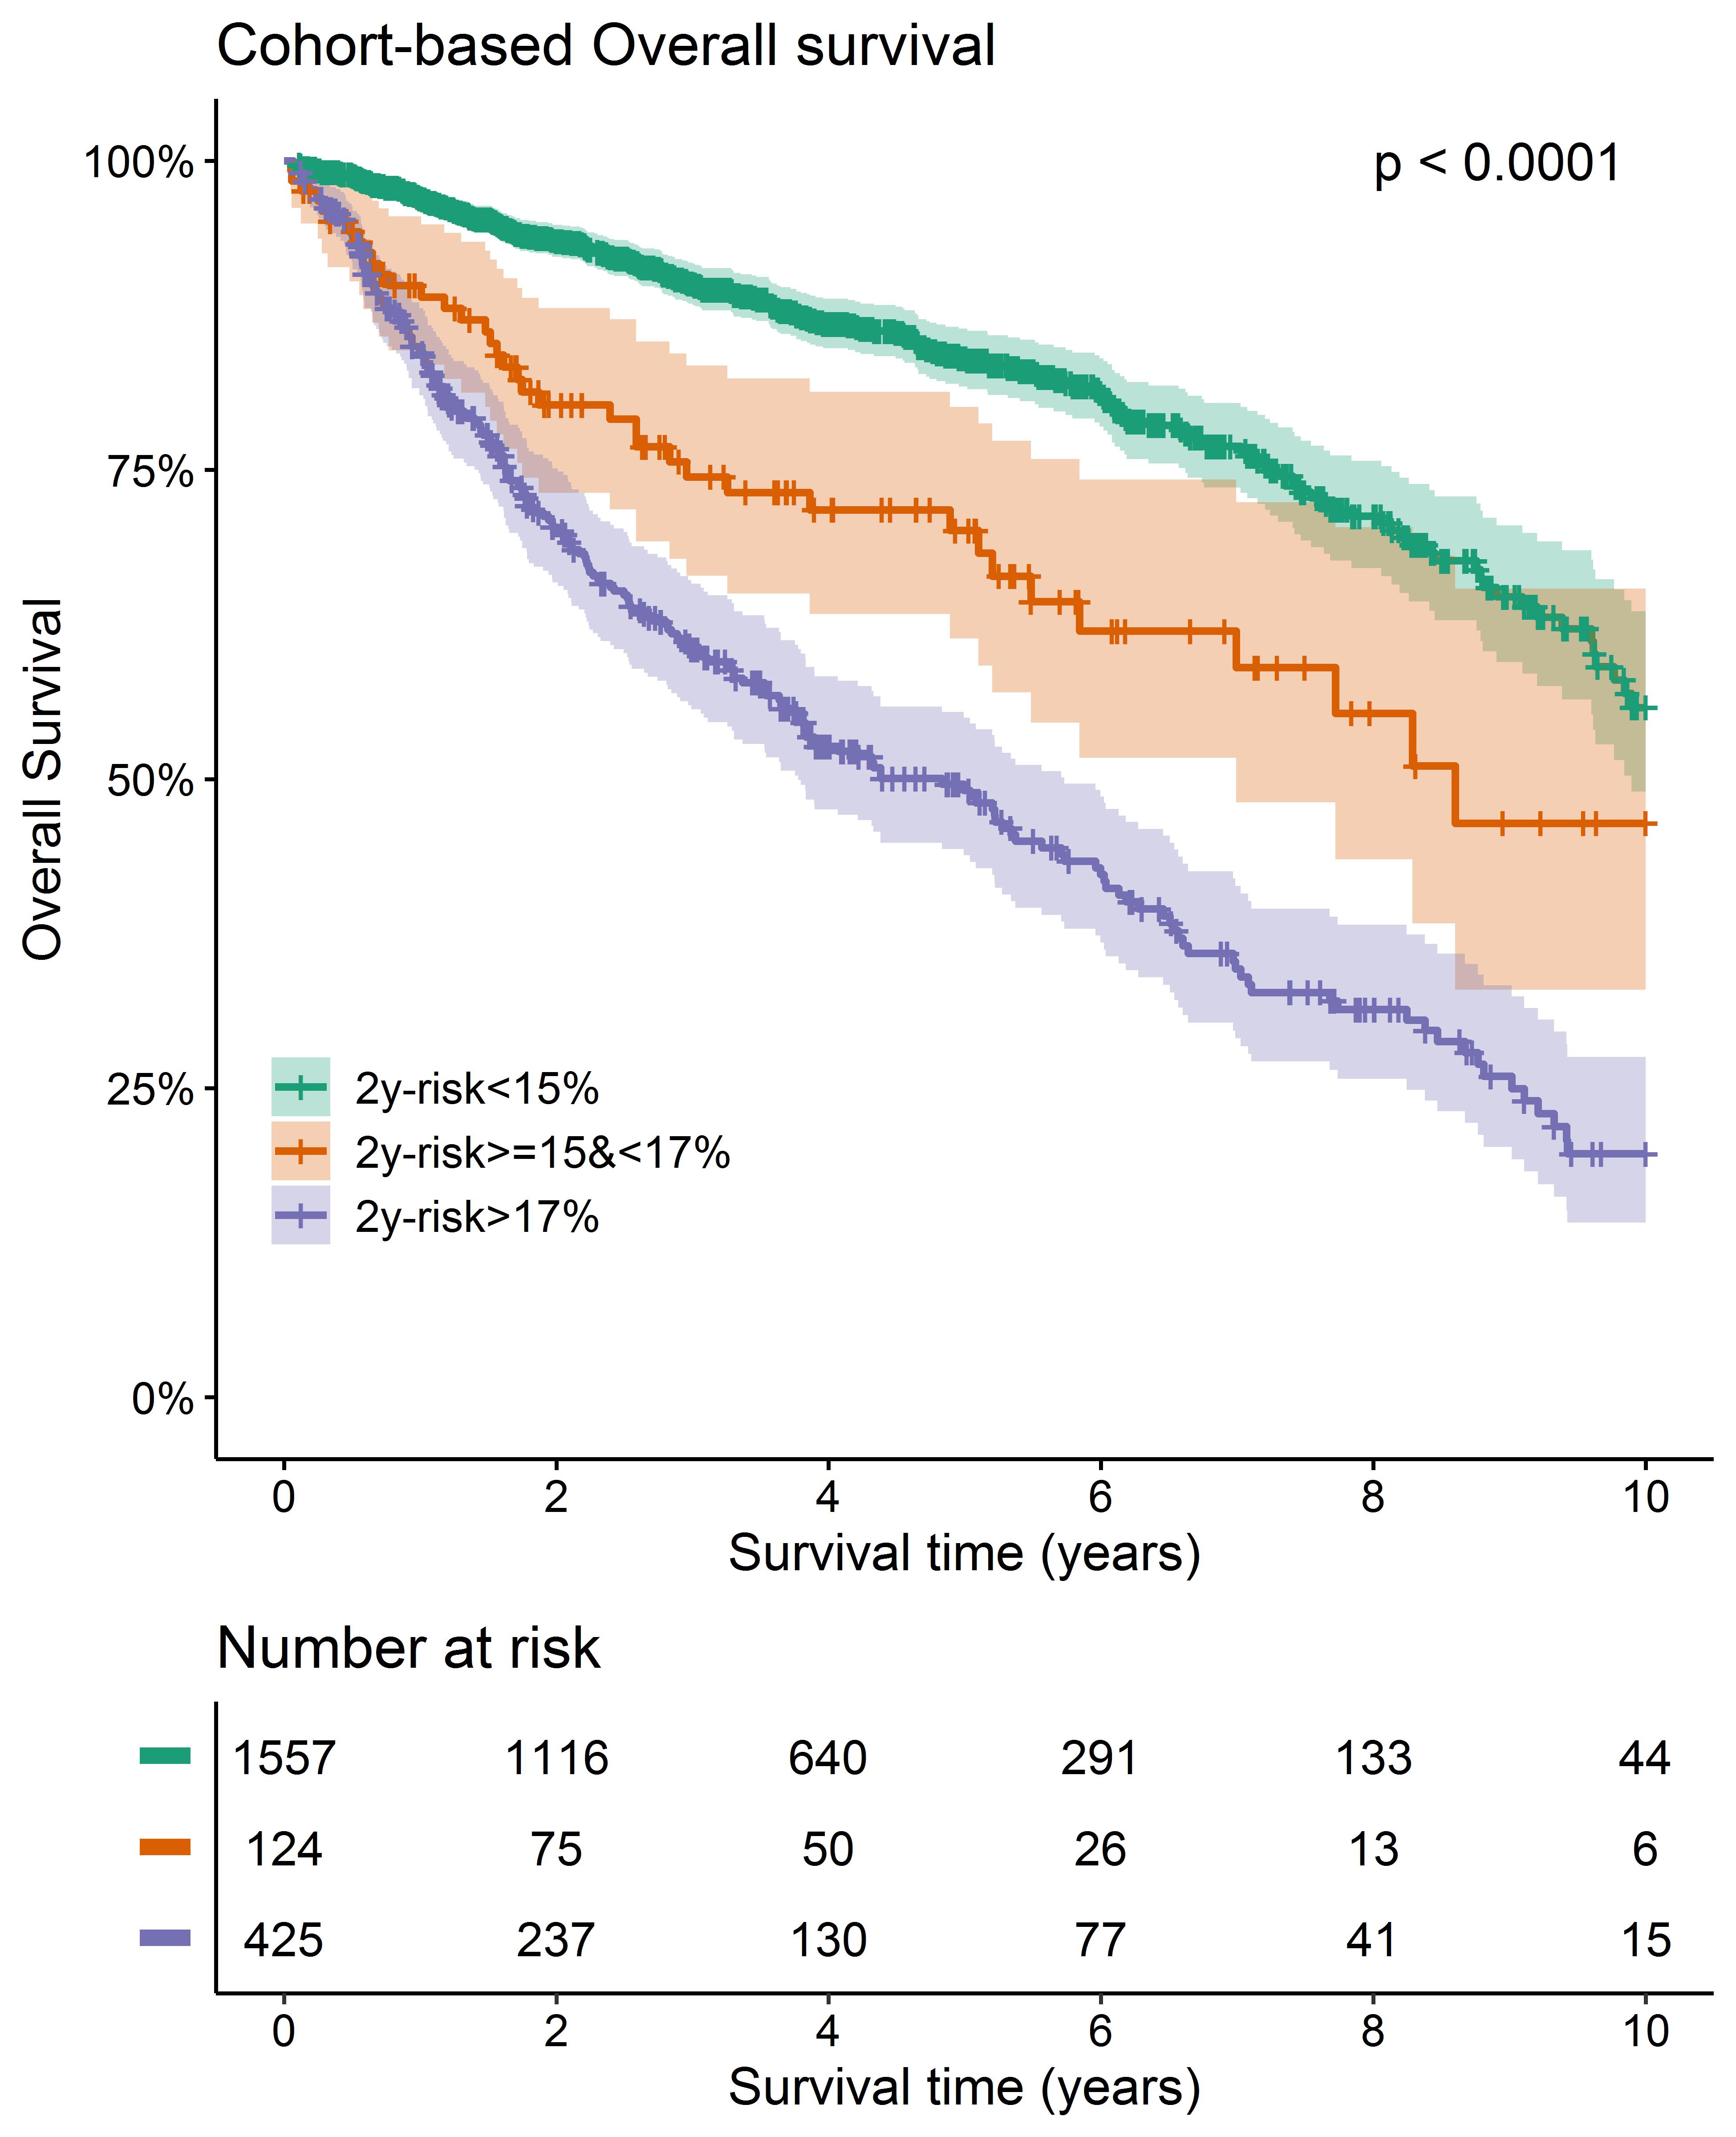 Cohort-based Overall survival
p < 0.0001
100%
75%
50%
25%
0%
Overall Survival
2y-risk<15%
2y-risk>=15&<17%
2y-risk>17%
0 2 4 6 8 10
Survival time (years)
Number at risk
1557 1116 640 291 133 44
124 75 50 26 13 6
425 237 130 77 41 15
0 2 4 6 8 10
Survival time (years)